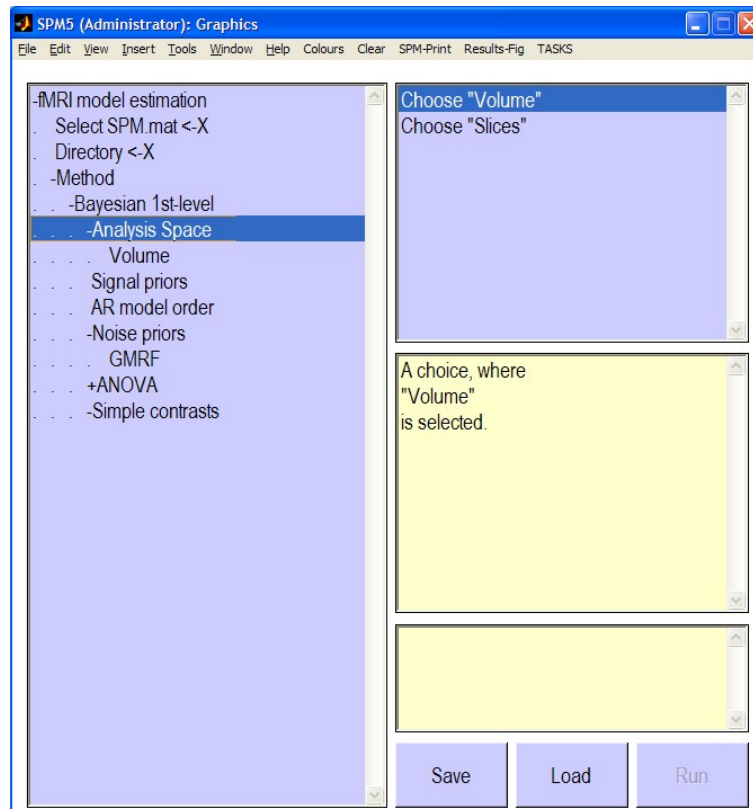 SPM5 (Administrator): Graphics
File Edit View Insert Tools Window Help Colours Clear SPM-Print Results-Fig TASKS
-fMRI model estimation
. Select SPM.mat <-X
. Directory <-X
. -Method
. . -Bayesian 1st-level
. . . -Analysis Space
. . . . Volume
. . . Signal priors
. . . AR model order
. . . -Noise priors
. . . . GMRF
. . . +ANOVA
. . . -Simple contrasts
Choose "Volume"
Choose "Slices"
A choice, where
"Volume"
is selected.
Save Load Run